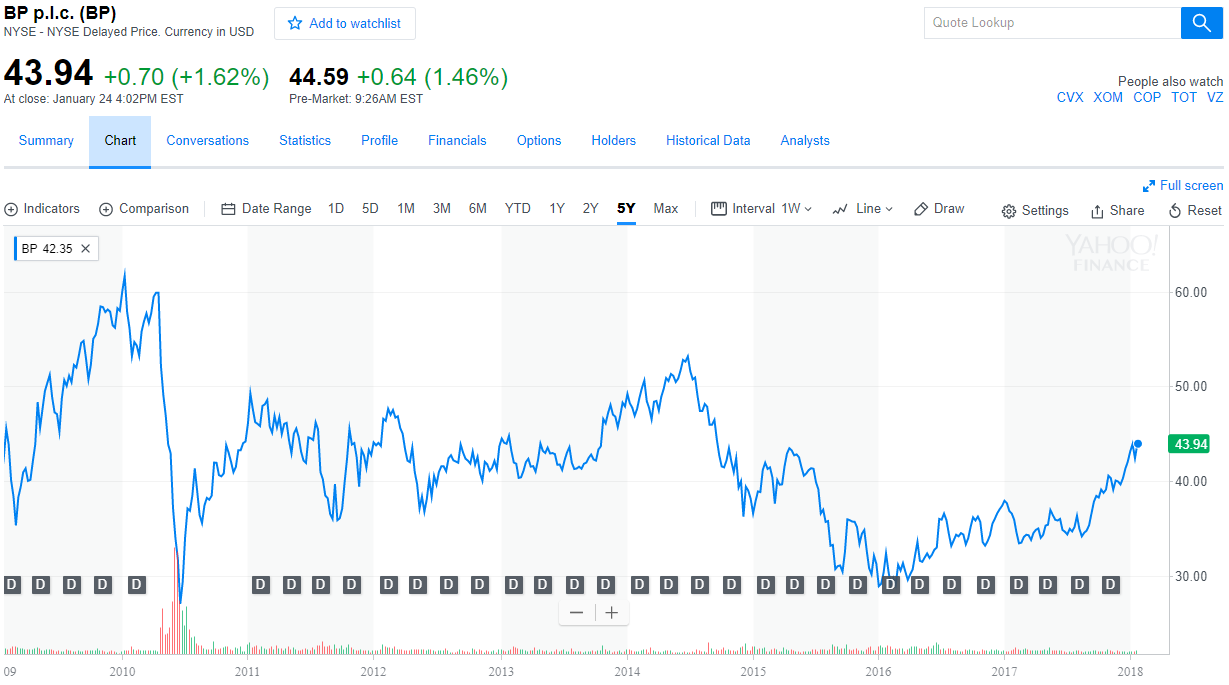 BP p.l.c. (BP)
NYSE - NYSE Delayed Price. Currency in USD
Add to watchlist
Quote Lookup
43.94 +0.70 (+1.62%)
At close: January 24 4:02PM EST
44.59 +0.64 (1.46%)
Pre-Market: 9:26AM EST
People also watch
CVX XOM COP TOT VZ
Summary Chart Conversations Statistics Profile Financials Options Holders Historical Data Analysts
Full screen
Indicators Comparison Date Range 1D 5D 1M 3M 6M YTD 1Y 2Y 5Y Max Interval 1W Line Draw Settings Share Reset
BP 42.35
YAHOO!
FINANCE
60.00
50.00
43.94
40.00
30.00
D D D D D D D D D D D D D D D D D D D D D D D D D D D D D D D D D
09 2010 2011 2012 2013 2014 2015 2016 2017 2018